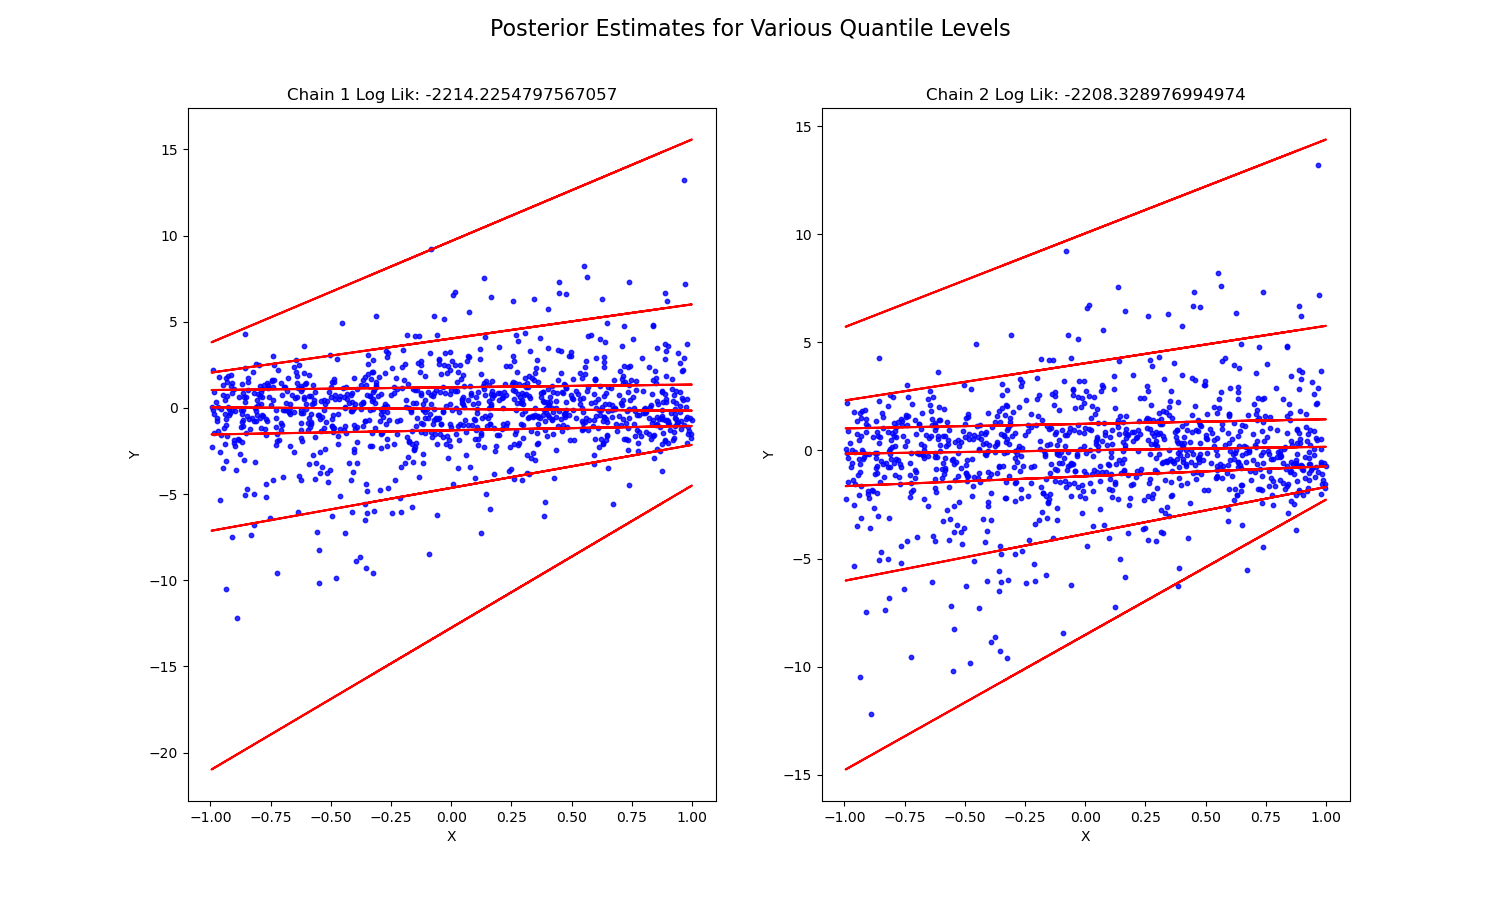 Posterior Estimates for Various Quantile Levels
Chain 1 Log Lik: -2214.2254797567057
15
10
5
0
−5
−10
−15
−20
Y
−1.00 −0.75 −0.50 −0.25 0.00 0.25 0.50 0.75 1.00
X
Chain 2 Log Lik: -2208.328976994974
15
10
5
0
−5
−10
−15
Y
−1.00 −0.75 −0.50 −0.25 0.00 0.25 0.50 0.75 1.00
X